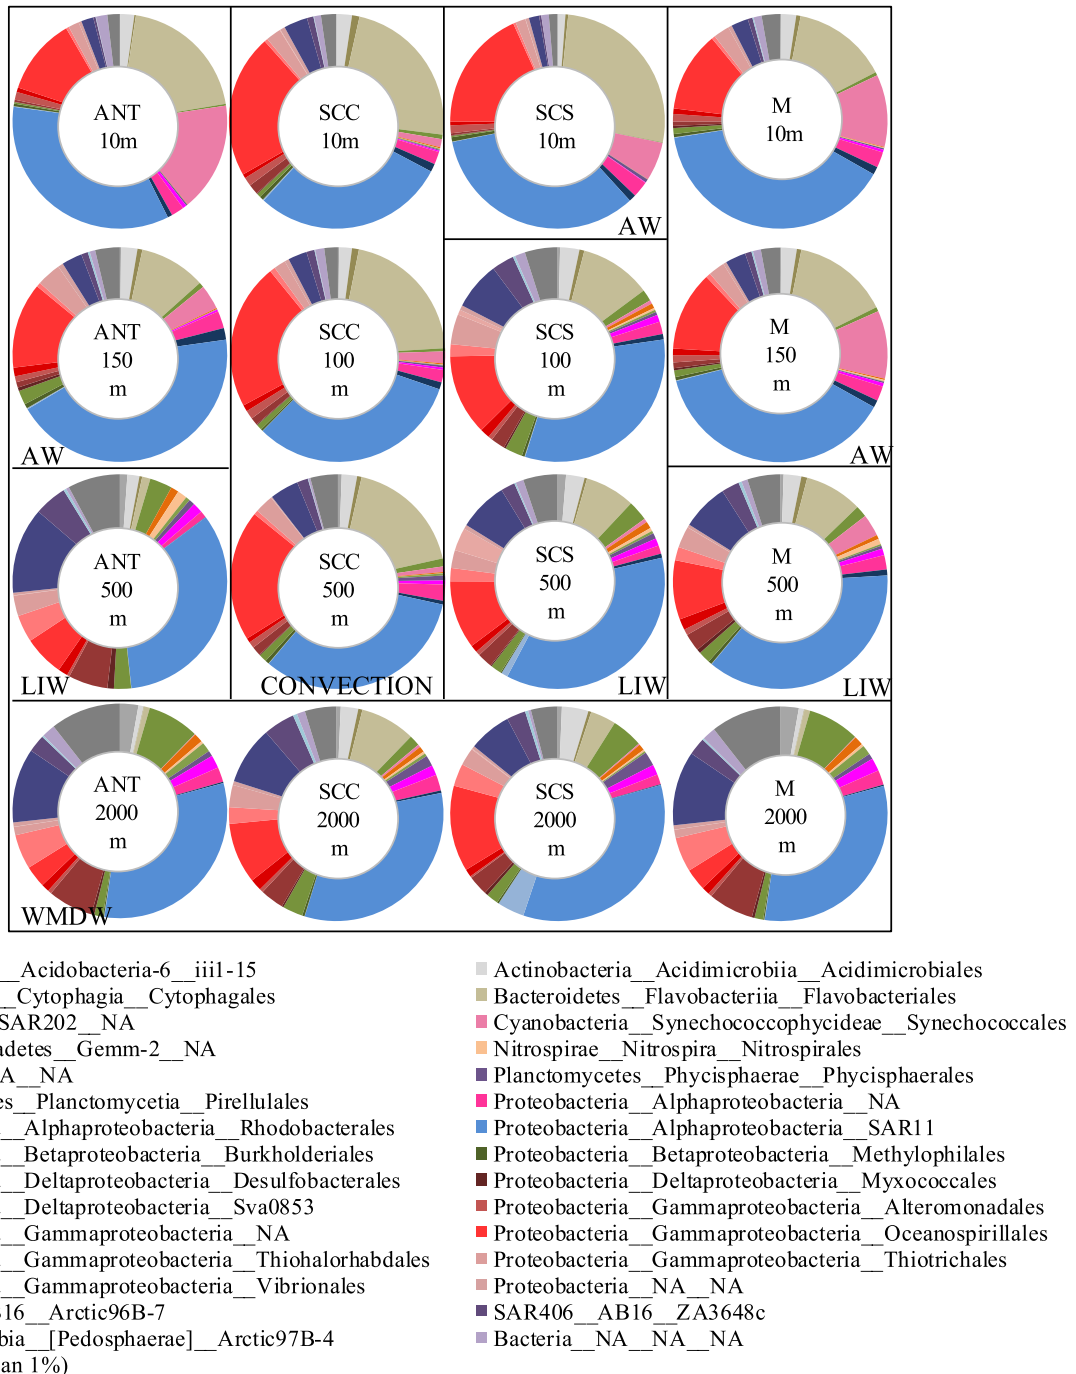 ANT
10m
SCC
10m
SCS
10m
M
10m
AW
ANT
150
m
SCC
100
m
SCS
100
m
M
150
m
AW
AW
ANT
500
m
SCC
500
m
SCS
500
m
M
500
m
LIW
CONVECTION
LIW
LIW
ANT
2000
m
SCC
2000
m
SCS
2000
m
M
2000
m
WMDW
__Acidobacteria-6__iii1-15
__Cytophagia__Cytophagales
SAR202__NA
adetes__Gemm-2__NA
A__NA
es__Planctomycetia__Pirellulales
__Alphaproteobacteria__Rhodobacterales
__Betaproteobacteria__Burkholderiales
__Deltaproteobacteria__Desulfobacterales
__Deltaproteobacteria__Sva0853
__Gammaproteobacteria__NA
__Gammaproteobacteria__Thiohalorhabdales
__Gammaproteobacteria__Vibrionales
16__Arctic96B-7
bia__[Pedosphaerae]__Arctic97B-4
an 1%)
Actinobacteria__Acidimicrobiia__Acidimicrobiales
Bacteroidetes__Flavobacteriia__Flavobacteriales
Cyanobacteria__Synechococcophycideae__Synechococcales
Nitrospirae__Nitrospira__Nitrospirales
Planctomycetes__Phycisphaerae__Phycisphaerales
Proteobacteria__Alphaproteobacteria__NA
Proteobacteria__Alphaproteobacteria__SAR11
Proteobacteria__Betaproteobacteria__Methylophilales
Proteobacteria__Deltaproteobacteria__Myxococcales
Proteobacteria__Gammaproteobacteria__Alteromonadales
Proteobacteria__Gammaproteobacteria__Oceanospirillales
Proteobacteria__Gammaproteobacteria__Thiotrichales
Proteobacteria__NA__NA
SAR406__AB16__ZA3648c
Bacteria__NA__NA__NA